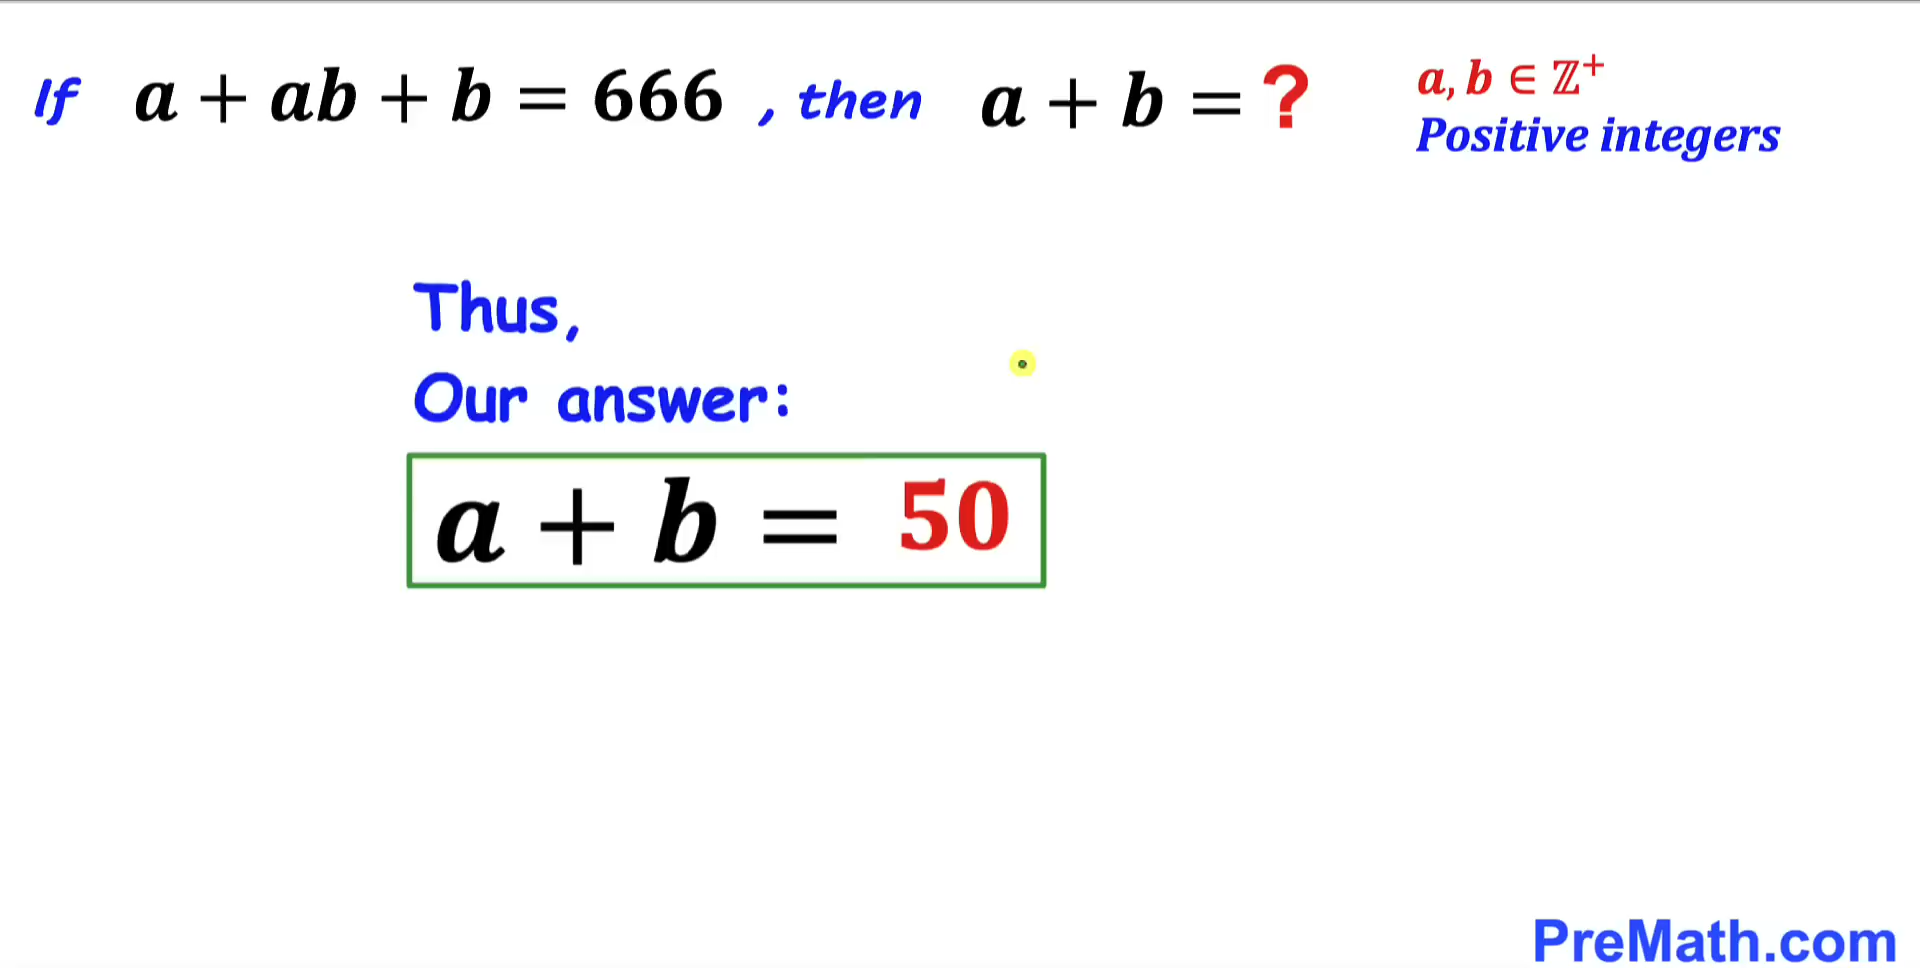 If a + ab + b = 666 , then a + b = ? a, b ∈ ℤ⁺
Positive integers
Thus,
Our answer:
a + b = 50
PreMath.com